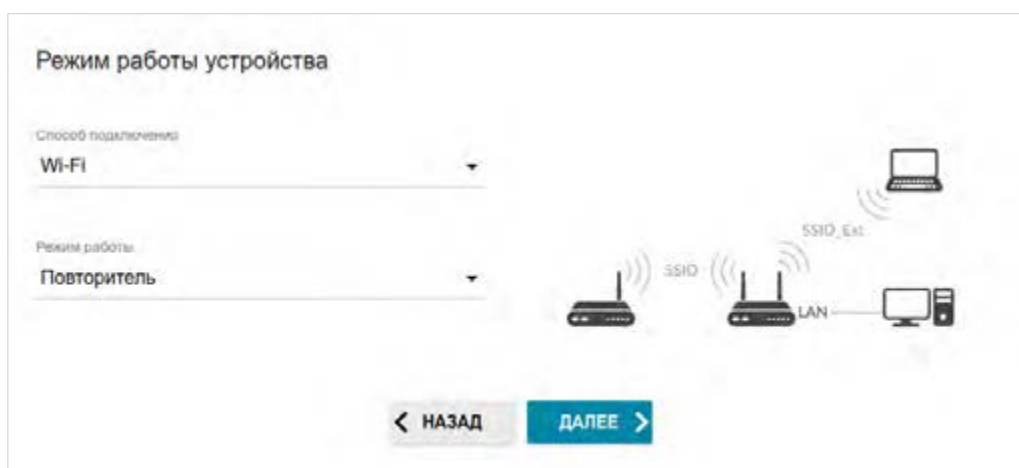 Режим работы устройства
Способ подключения
Wi-Fi
Режим работы
Повторитель
SSID_Ext
SSID
LAN
НАЗАД
ДАЛЕЕ